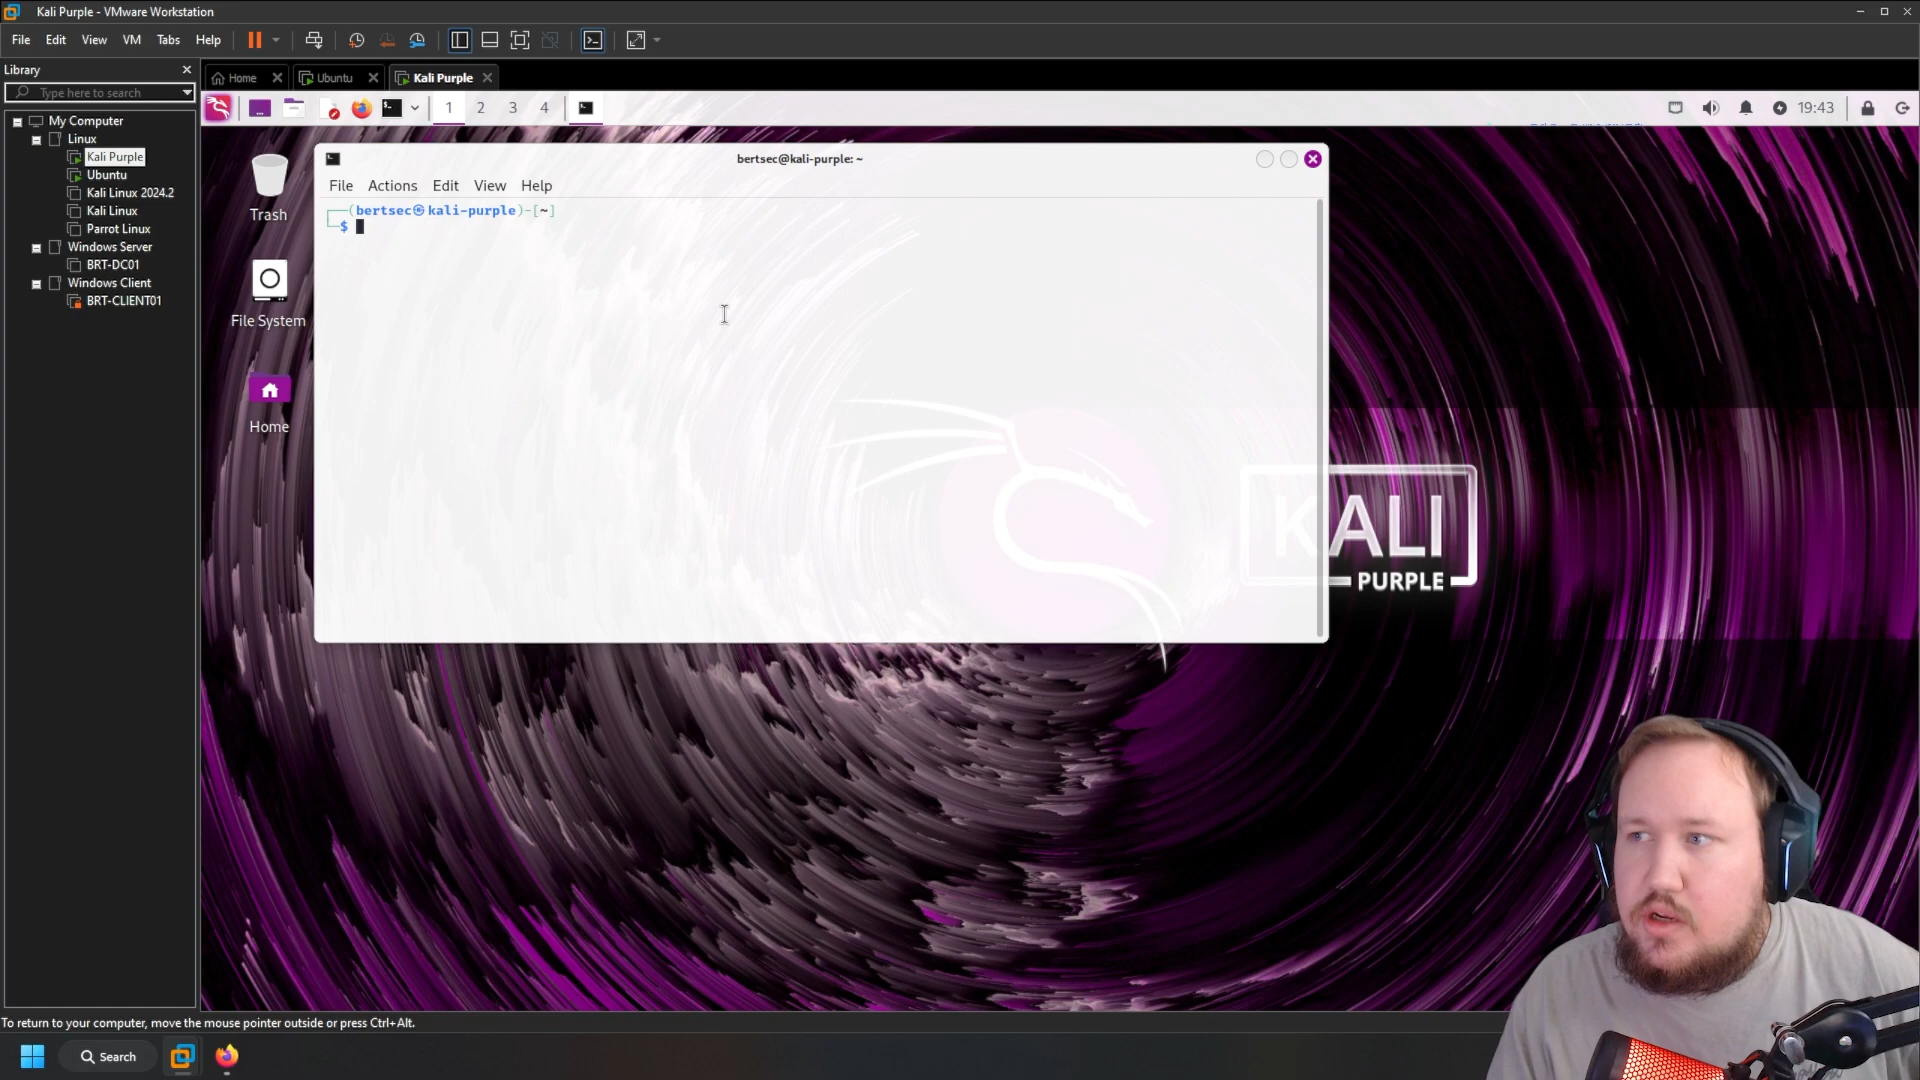 Kali Purple - VMware Workstation
File Edit View VM Tabs Help
Library
Type here to search
My Computer
Linux
Kali Purple
Ubuntu
Kali Linux 2024.2
Kali Linux
Parrot Linux
Windows Server
BRT-DC01
Windows Client
BRT-CLIENT01
Home Ubuntu Kali Purple
1 2 3 4
19:43
Trash
File System
Home
bertsec@kali-purple: ~
File Actions Edit View Help
(bertsec㉿kali-purple)-[~]
$
KALI
PURPLE
To return to your computer, move the mouse pointer outside or press Ctrl+Alt.
Search